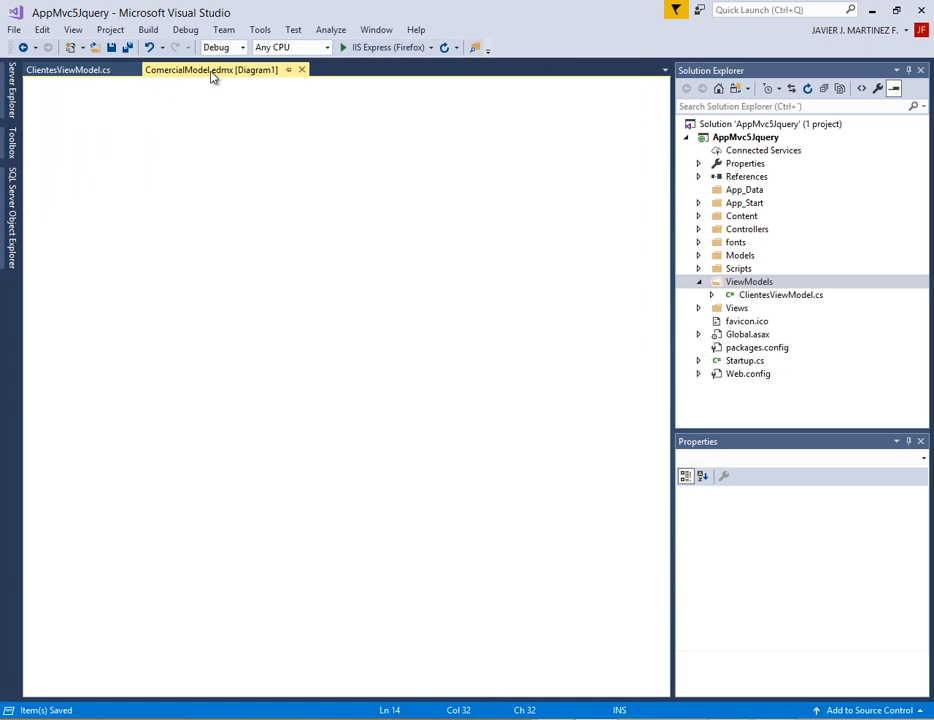 AppMvc5Jquery - Microsoft Visual Studio
Quick Launch (Ctrl+Q)
File Edit View Project Build Debug Team Tools Test Analyze Window Help
JAVIER J. MARTINEZ F.
JF
Debug
Any CPU
IIS Express (Firefox)
ClientesViewModel.cs
ComercialModel.edmx [Diagram1]
Server Explorer
Toolbox
SQL Server Object Explorer
Solution Explorer
Search Solution Explorer (Ctrl+´)
Solution 'AppMvc5Jquery' (1 project)
AppMvc5Jquery
Connected Services
Properties
References
App_Data
App_Start
Content
Controllers
fonts
Models
Scripts
ViewModels
ClientesViewModel.cs
Views
favicon.ico
Global.asax
packages.config
Startup.cs
Web.config
Properties
Item(s) Saved
Ln 14
Col 32
Ch 32
INS
Add to Source Control